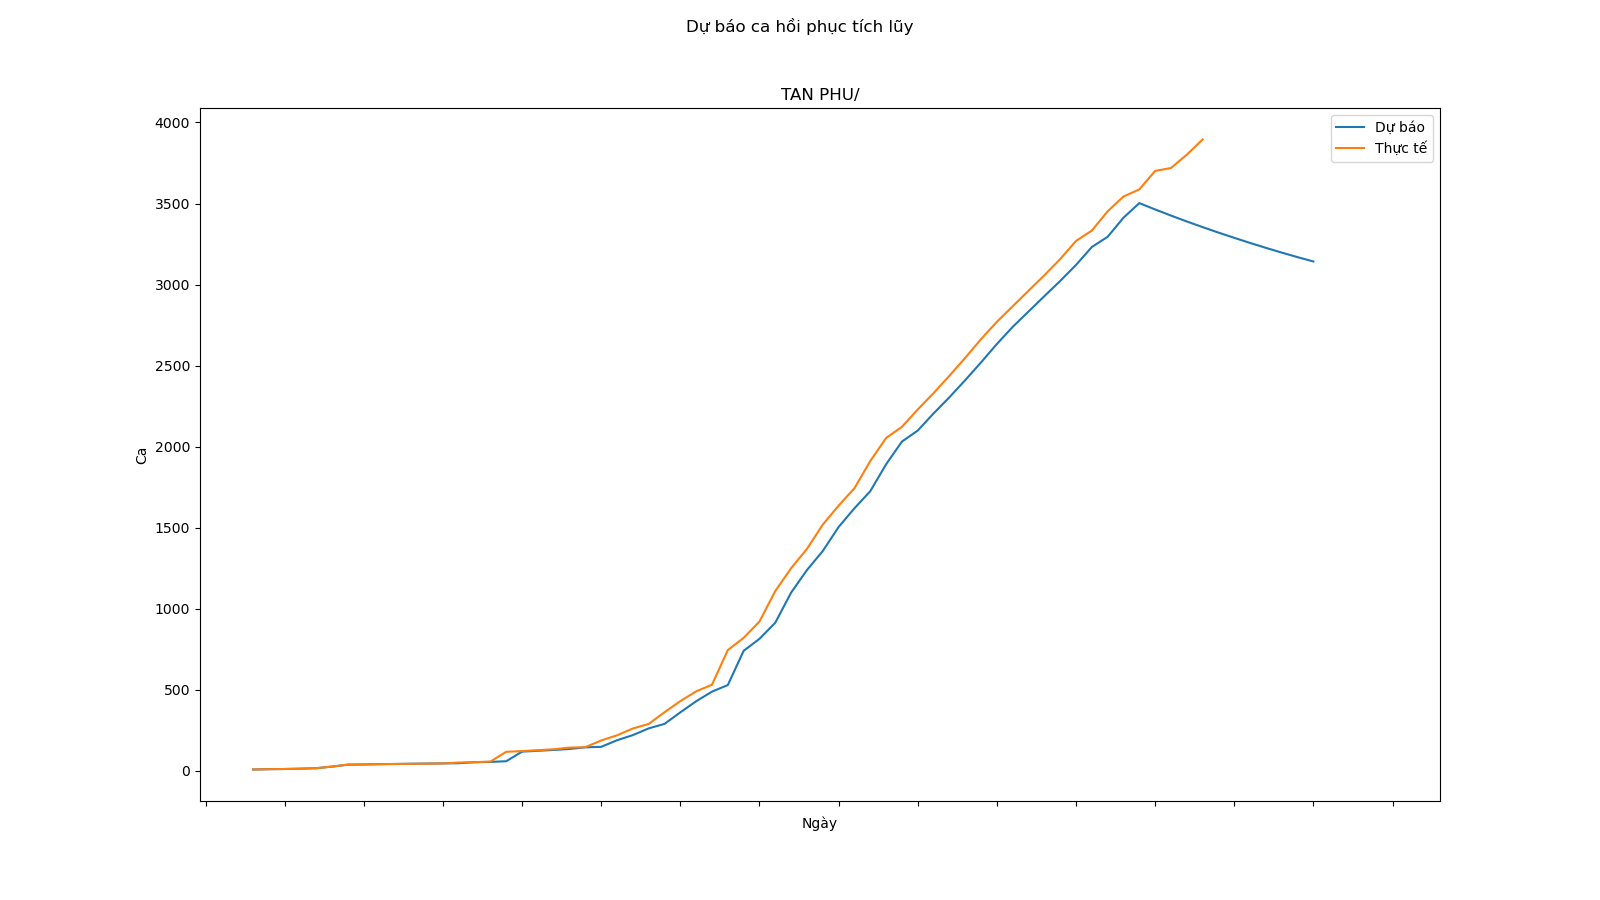 Dự báo ca hồi phục tích lũy
TAN PHU/
Dự báo
Thực tế
4000
3500
3000
2500
2000
1500
1000
500
0
Ca
Ngày